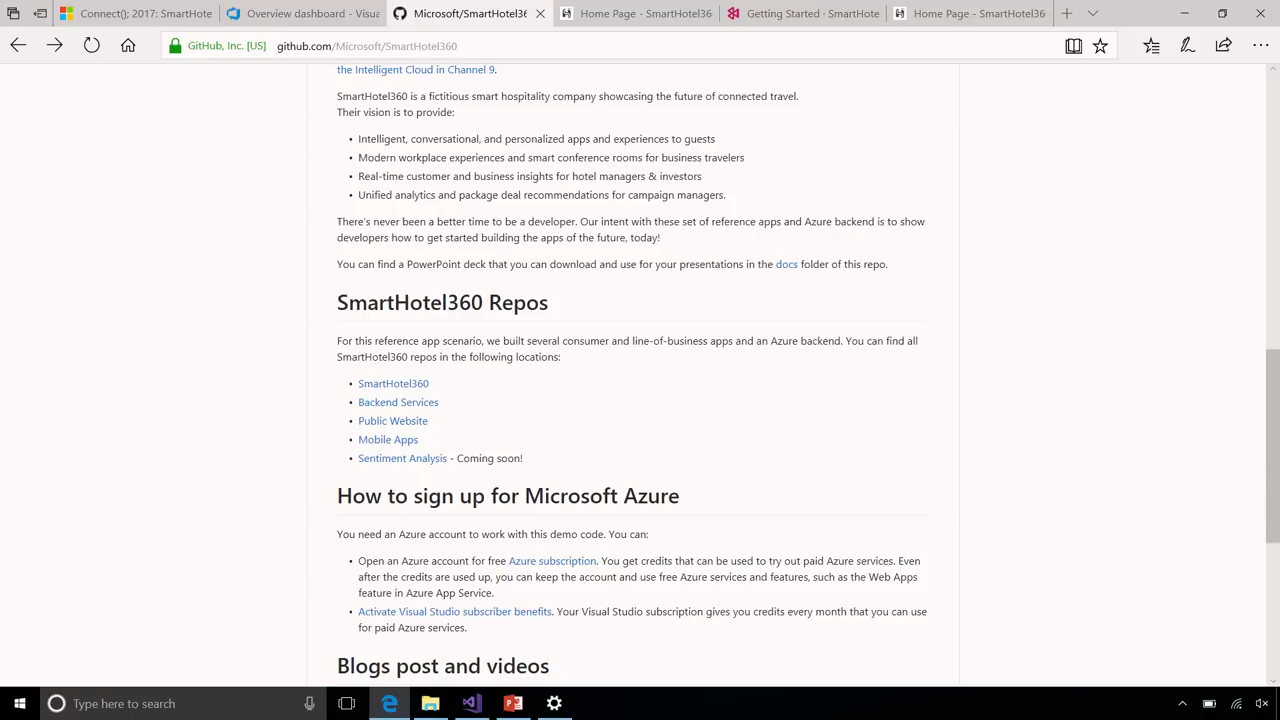 Connect(); 2017: SmartHote
Overview dashboard - Visua
Microsoft/SmartHotel36
Home Page - SmartHotel36
Getting Started - SmartHote
Home Page - SmartHotel36
GitHub, Inc. [US]
github.com/Microsoft/SmartHotel360
the Intelligent Cloud in Channel 9.
SmartHotel360 is a fictitious smart hospitality company showcasing the future of connected travel.
Their vision is to provide:
• Intelligent, conversational, and personalized apps and experiences to guests
• Modern workplace experiences and smart conference rooms for business travelers
• Real-time customer and business insights for hotel managers & investors
• Unified analytics and package deal recommendations for campaign managers.
There's never been a better time to be a developer. Our intent with these set of reference apps and Azure backend is to show
developers how to get started building the apps of the future, today!
You can find a PowerPoint deck that you can download and use for your presentations in the docs folder of this repo.
SmartHotel360 Repos
For this reference app scenario, we built several consumer and line-of-business apps and an Azure backend. You can find all
SmartHotel360 repos in the following locations:
• SmartHotel360
• Backend Services
• Public Website
• Mobile Apps
• Sentiment Analysis - Coming soon!
How to sign up for Microsoft Azure
You need an Azure account to work with this demo code. You can:
• Open an Azure account for free Azure subscription. You get credits that can be used to try out paid Azure services. Even
after the credits are used up, you can keep the account and use free Azure services and features, such as the Web Apps
feature in Azure App Service.
• Activate Visual Studio subscriber benefits. Your Visual Studio subscription gives you credits every month that you can use
for paid Azure services.
Blogs post and videos
Type here to search